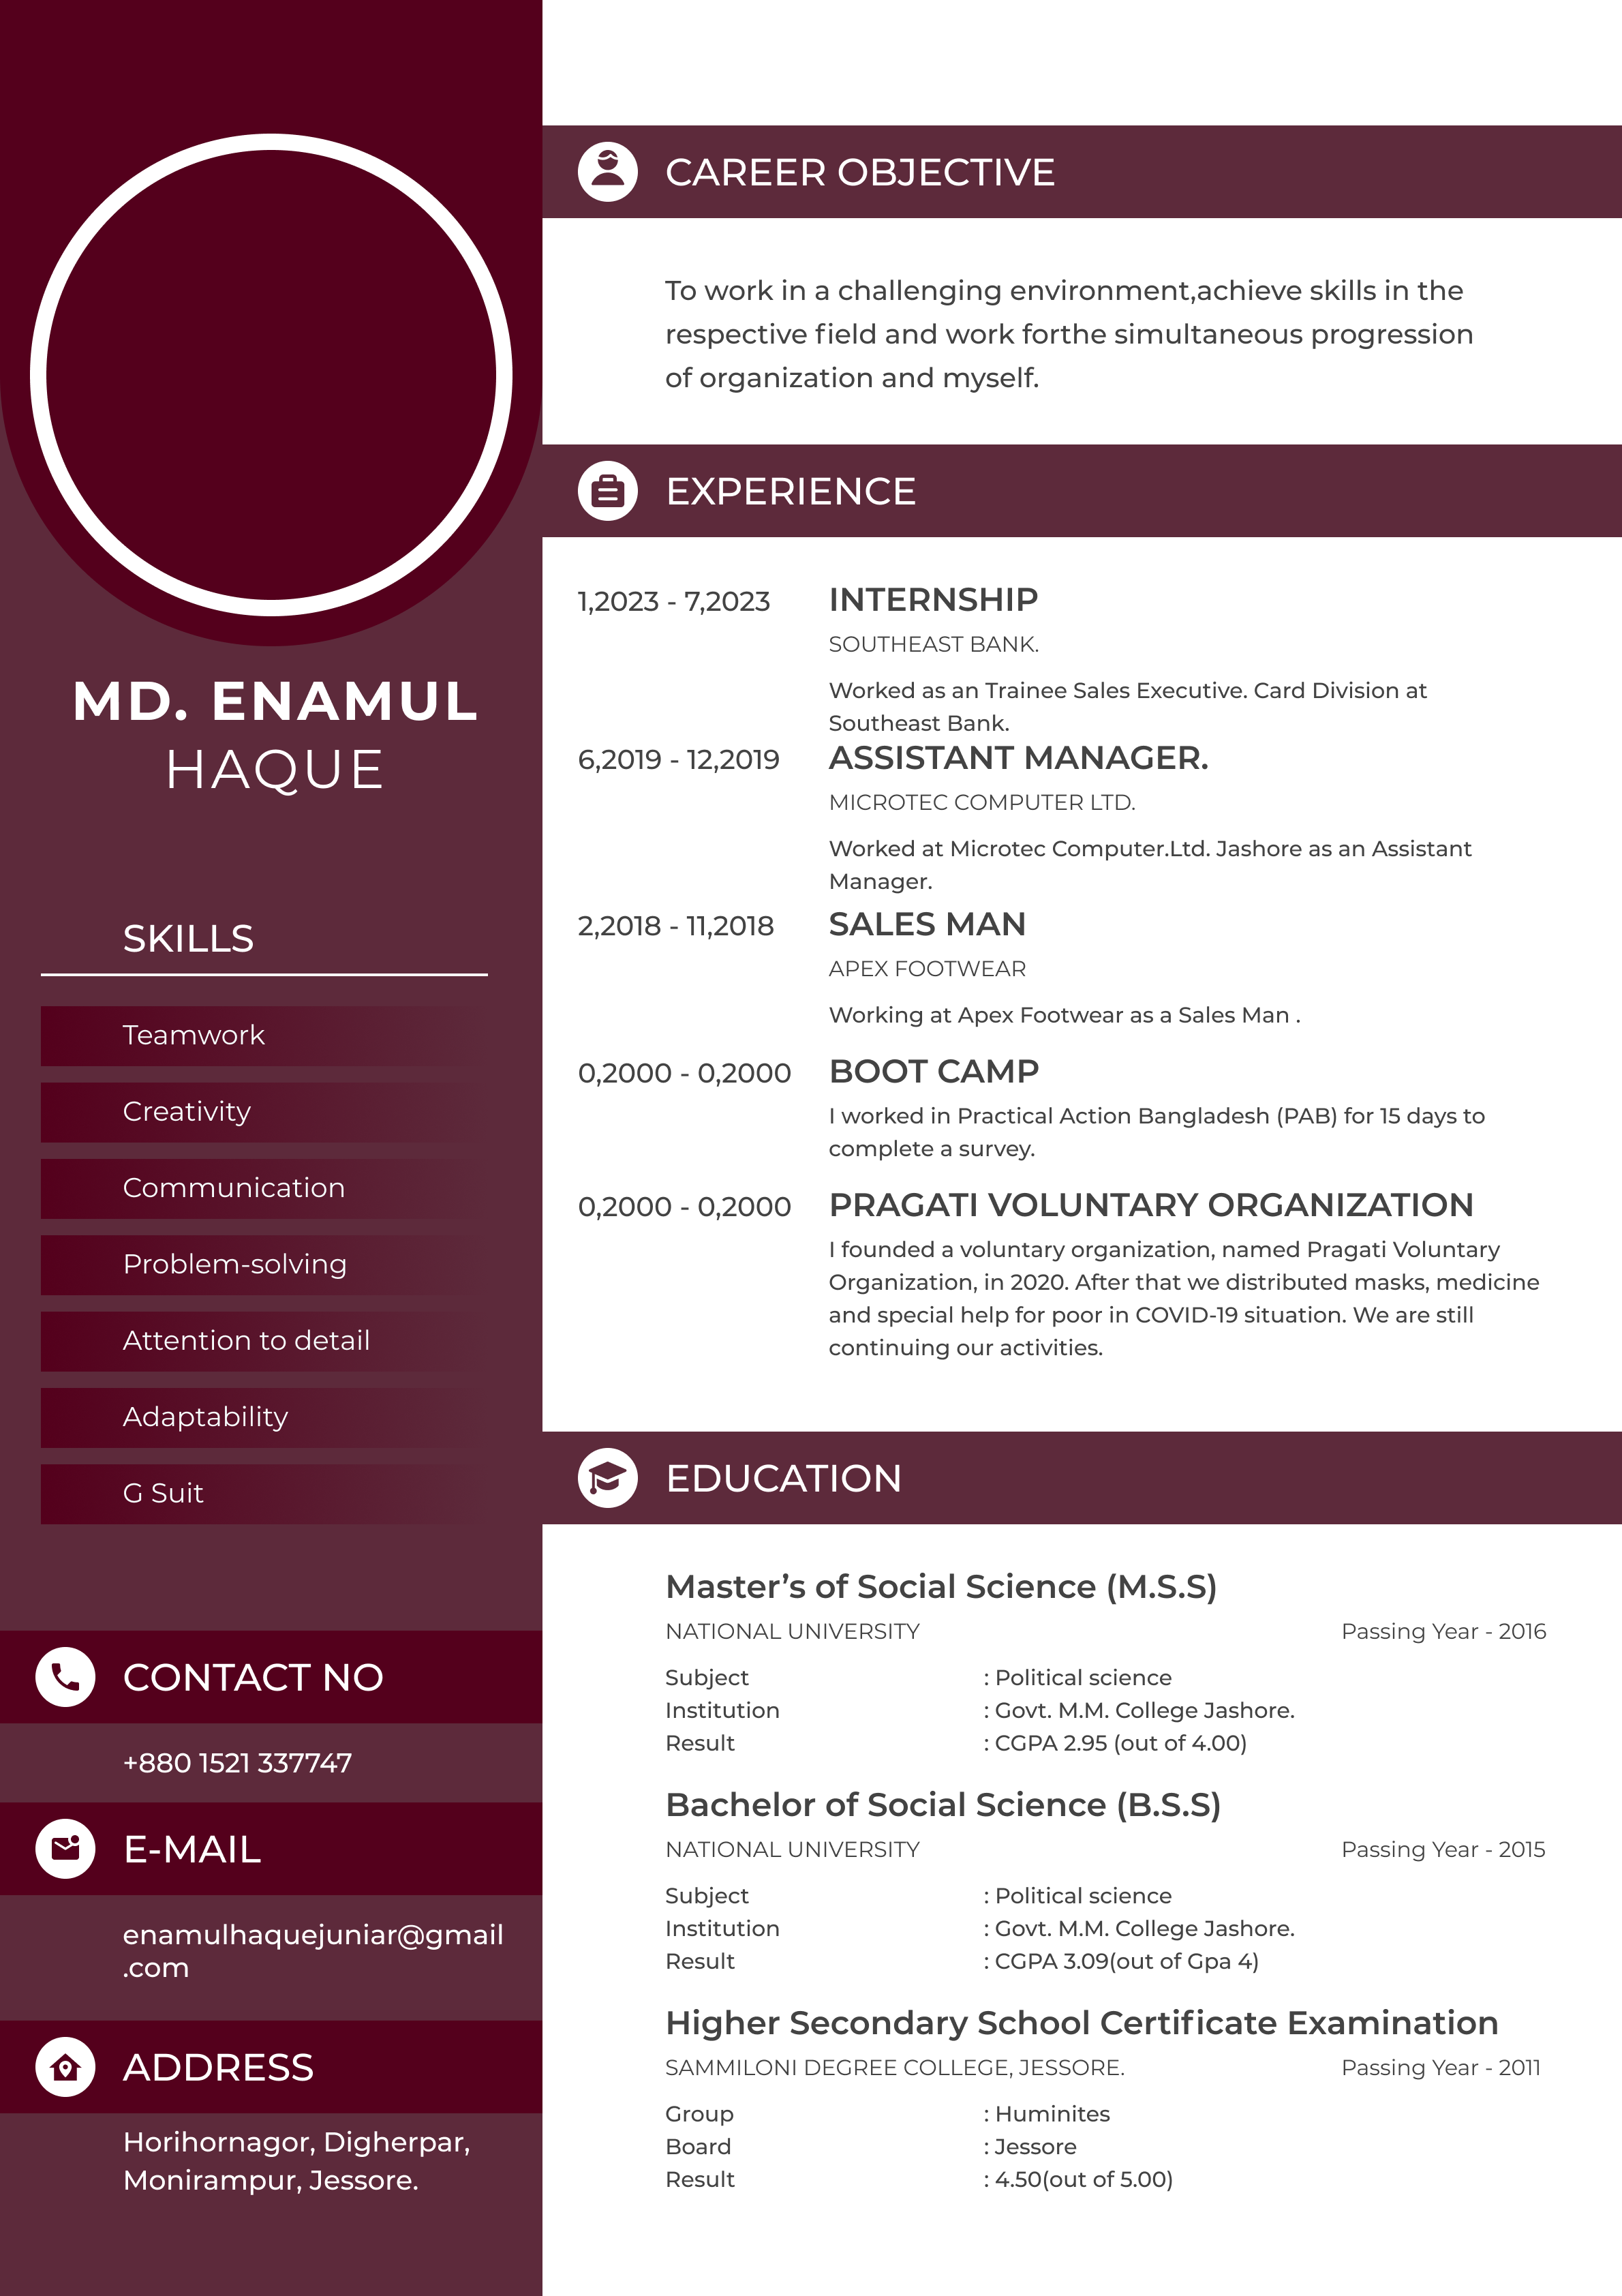 MD. ENAMUL
HAQUE
SKILLS
Teamwork
Creativity
Communication
Problem-solving
Attention to detail
Adaptability
G Suit
CONTACT NO
+880 1521 337747
E-MAIL
enamulhaquejuniar@gmail
.com
ADDRESS
Horihornagor, Digherpar,
Monirampur, Jessore.
CAREER OBJECTIVE
To work in a challenging environment,achieve skills in the
respective field and work forthe simultaneous progression
of organization and myself.
EXPERIENCE
1,2023 - 7,2023 INTERNSHIP
SOUTHEAST BANK.
Worked as an Trainee Sales Executive. Card Division at
Southeast Bank.
6,2019 - 12,2019 ASSISTANT MANAGER.
MICROTEC COMPUTER LTD.
Worked at Microtec Computer.Ltd. Jashore as an Assistant
Manager.
2,2018 - 11,2018 SALES MAN
APEX FOOTWEAR
Working at Apex Footwear as a Sales Man .
0,2000 - 0,2000 BOOT CAMP
I worked in Practical Action Bangladesh (PAB) for 15 days to
complete a survey.
0,2000 - 0,2000 PRAGATI VOLUNTARY ORGANIZATION
I founded a voluntary organization, named Pragati Voluntary
Organization, in 2020. After that we distributed masks, medicine
and special help for poor in COVID-19 situation. We are still
continuing our activities.
EDUCATION
Master’s of Social Science (M.S.S)
NATIONAL UNIVERSITY Passing Year - 2016
Subject : Political science
Institution : Govt. M.M. College Jashore.
Result : CGPA 2.95 (out of 4.00)
Bachelor of Social Science (B.S.S)
NATIONAL UNIVERSITY Passing Year - 2015
Subject : Political science
Institution : Govt. M.M. College Jashore.
Result : CGPA 3.09(out of Gpa 4)
Higher Secondary School Certificate Examination
SAMMILONI DEGREE COLLEGE, JESSORE. Passing Year - 2011
Group : Huminites
Board : Jessore
Result : 4.50(out of 5.00)